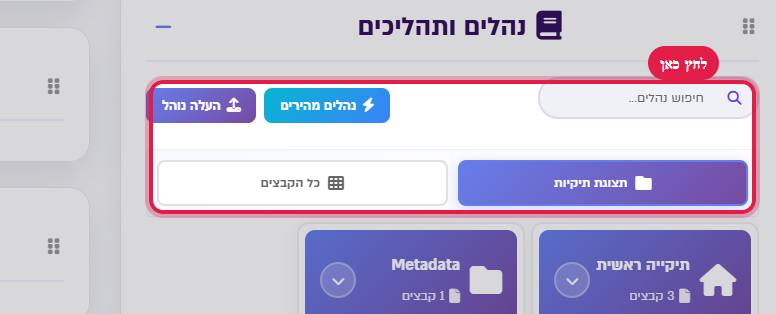 נהלים ותהליכים
לחץ כאן
חיפוש נהלים...
נהלים מהירים
העלה נוהל
תצוגת תיקיות
כל הקבצים
תיקייה ראשית
3 קבצים
Metadata
1 קבצים